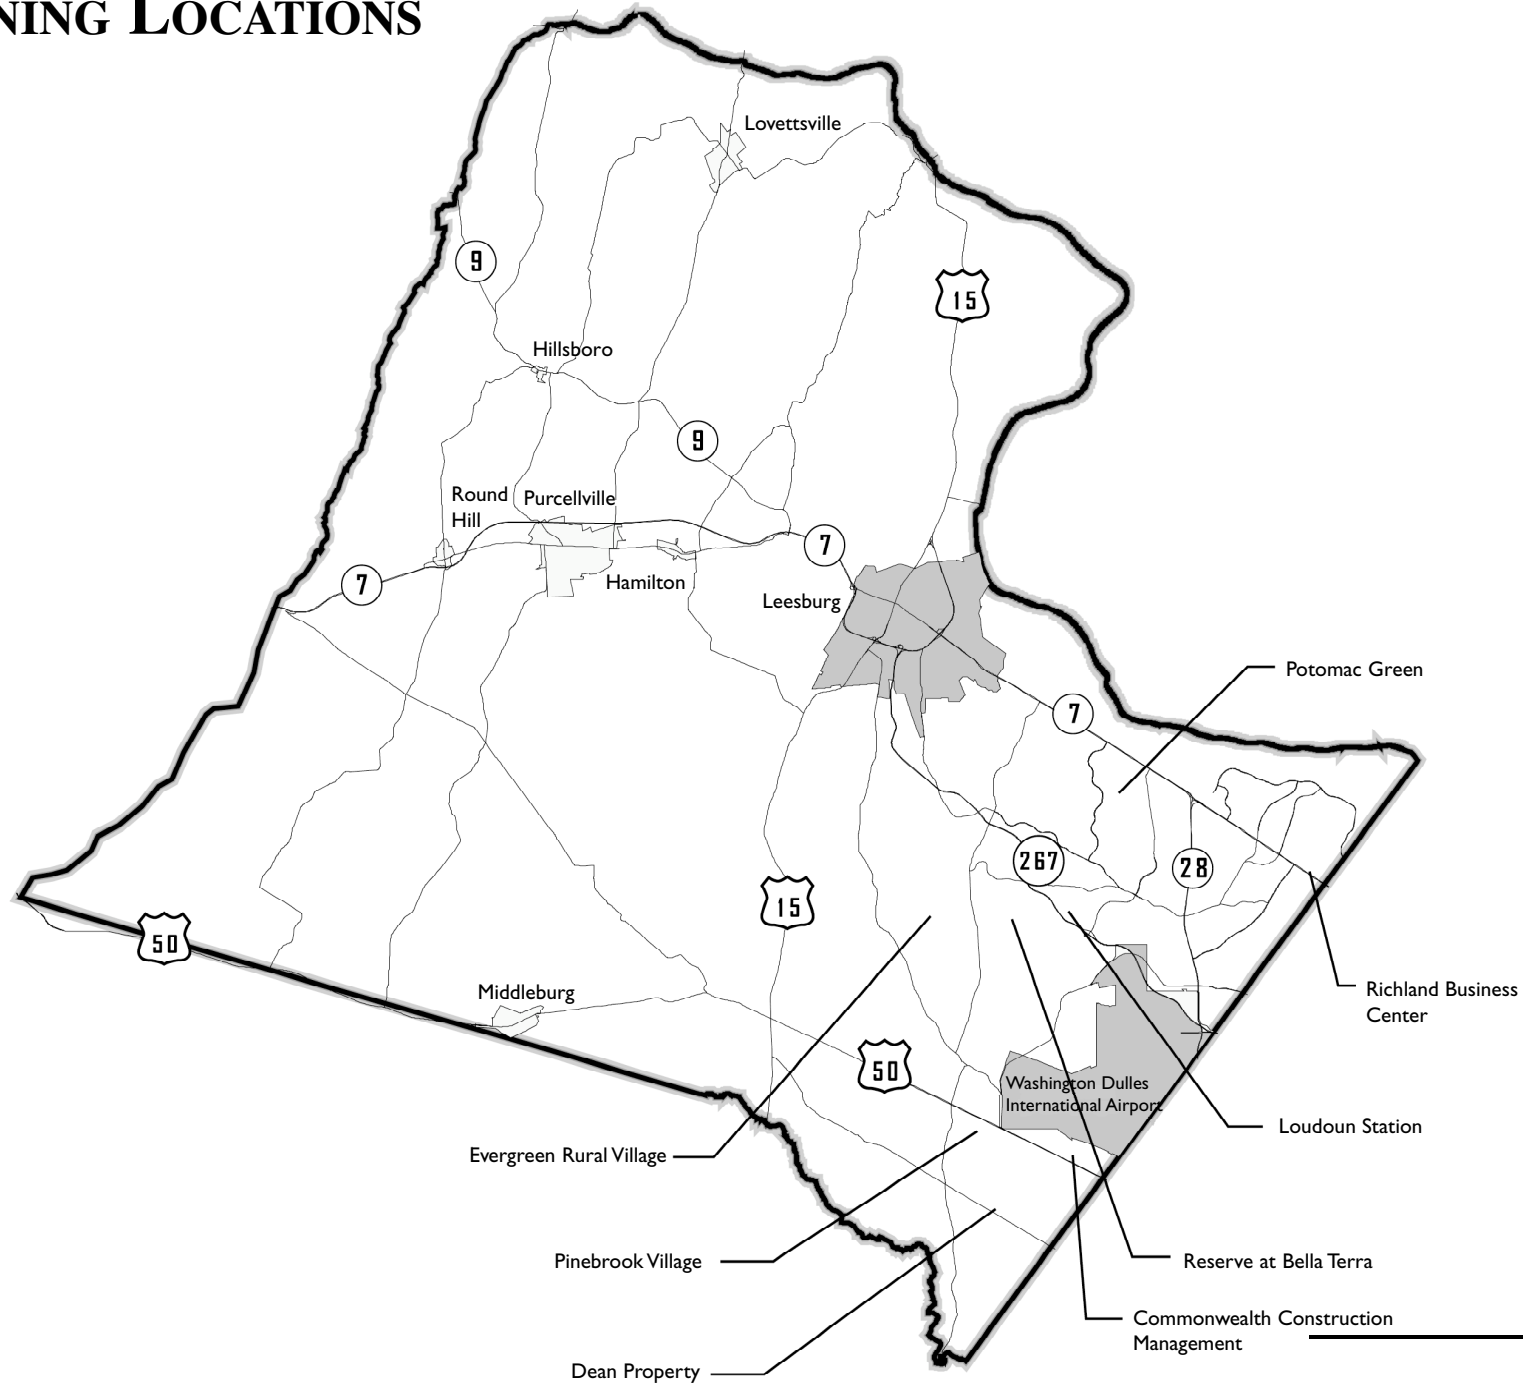 NING LOCATIONS
Lovettsville
9
15
Hillsboro
9
Round
Hill
Purcellville
7
7
Hamilton
Leesburg
Potomac Green
7
267
28
15
50
Middleburg
Richland Business
Center
50
Washington Dulles
International Airport
Loudoun Station
Evergreen Rural Village
Pinebrook Village
Reserve at Bella Terra
Commonwealth Construction
Management
Dean Property